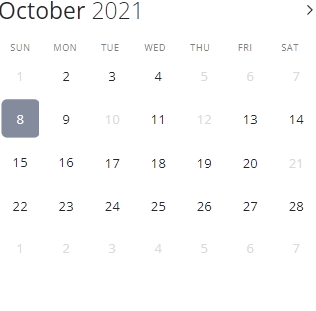 October 2021
SUN MON TUE WED THU FRI SAT
1 2 3 4 5 6 7
8 9 10 11 12 13 14
15 16 17 18 19 20 21
22 23 24 25 26 27 28
1 2 3 4 5 6 7